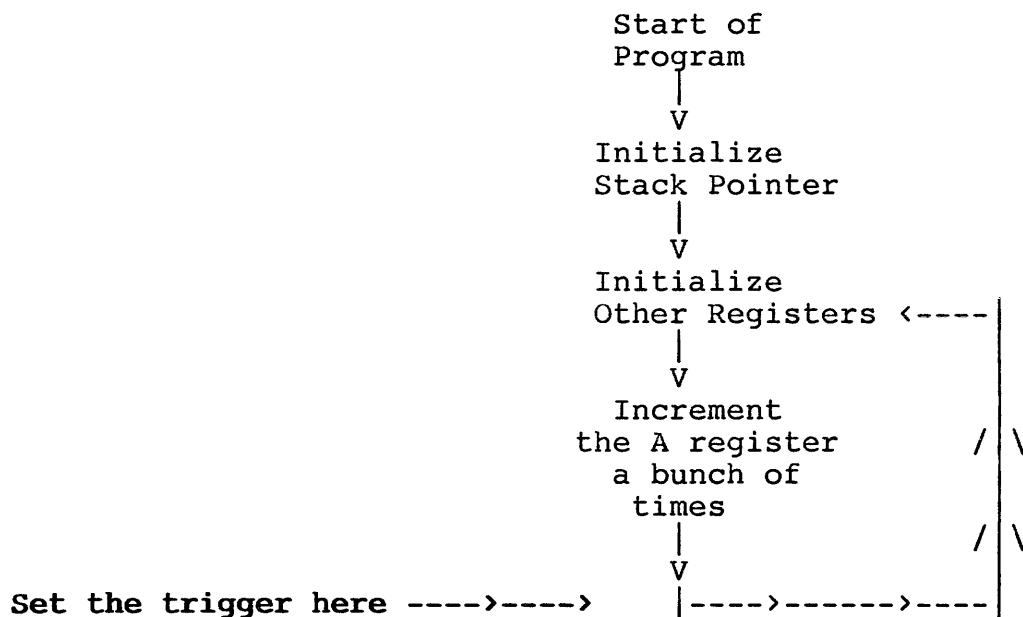 Start of
Program
|
V
Initialize
Stack Pointer
|
V
Initialize
Other Registers <----|
|
V
Increment
the A register / | \
a bunch of
times
| / | \
V
Set the trigger here ---->----> |---->------>----|